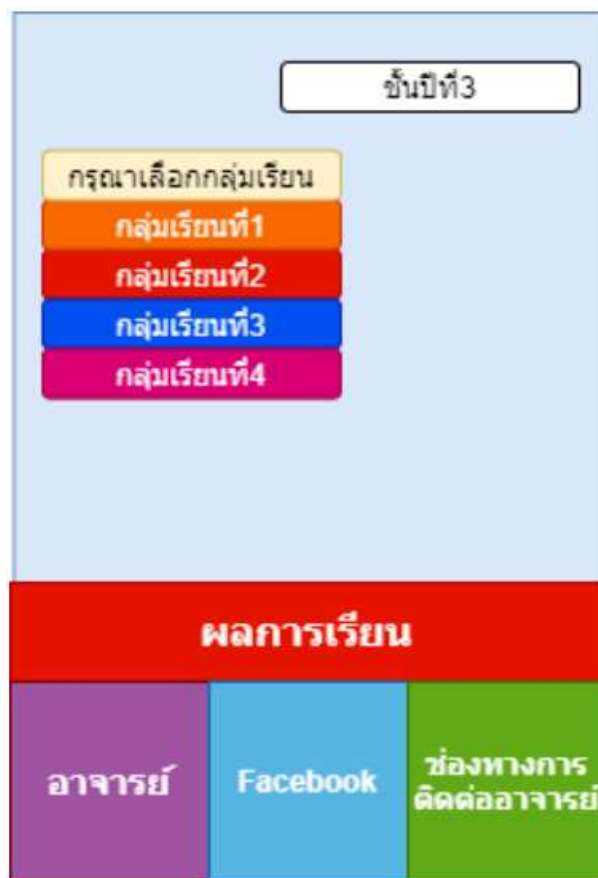 ชั้นปีที่3
กรุณาเลือกกลุ่มเรียน
กลุ่มเรียนที่1
กลุ่มเรียนที่2
กลุ่มเรียนที่3
กลุ่มเรียนที่4
ผลการเรียน
อาจารย์
Facebook
ช่องทางการ
ติดต่ออาจารย์